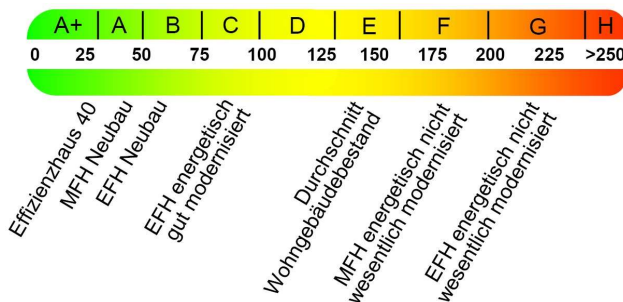 A+ A B C D E F G H
0 25 50 75 100 125 150 175 200 225 >250
Effizienzhaus 40
MFH Neubau
EFH Neubau
EFH energetisch
gut modernisiert
Durchschnitt
Wohngebäudebestand
MFH energetisch nicht
wesentlich modernisiert
EFH energetisch nicht
wesentlich modernisiert